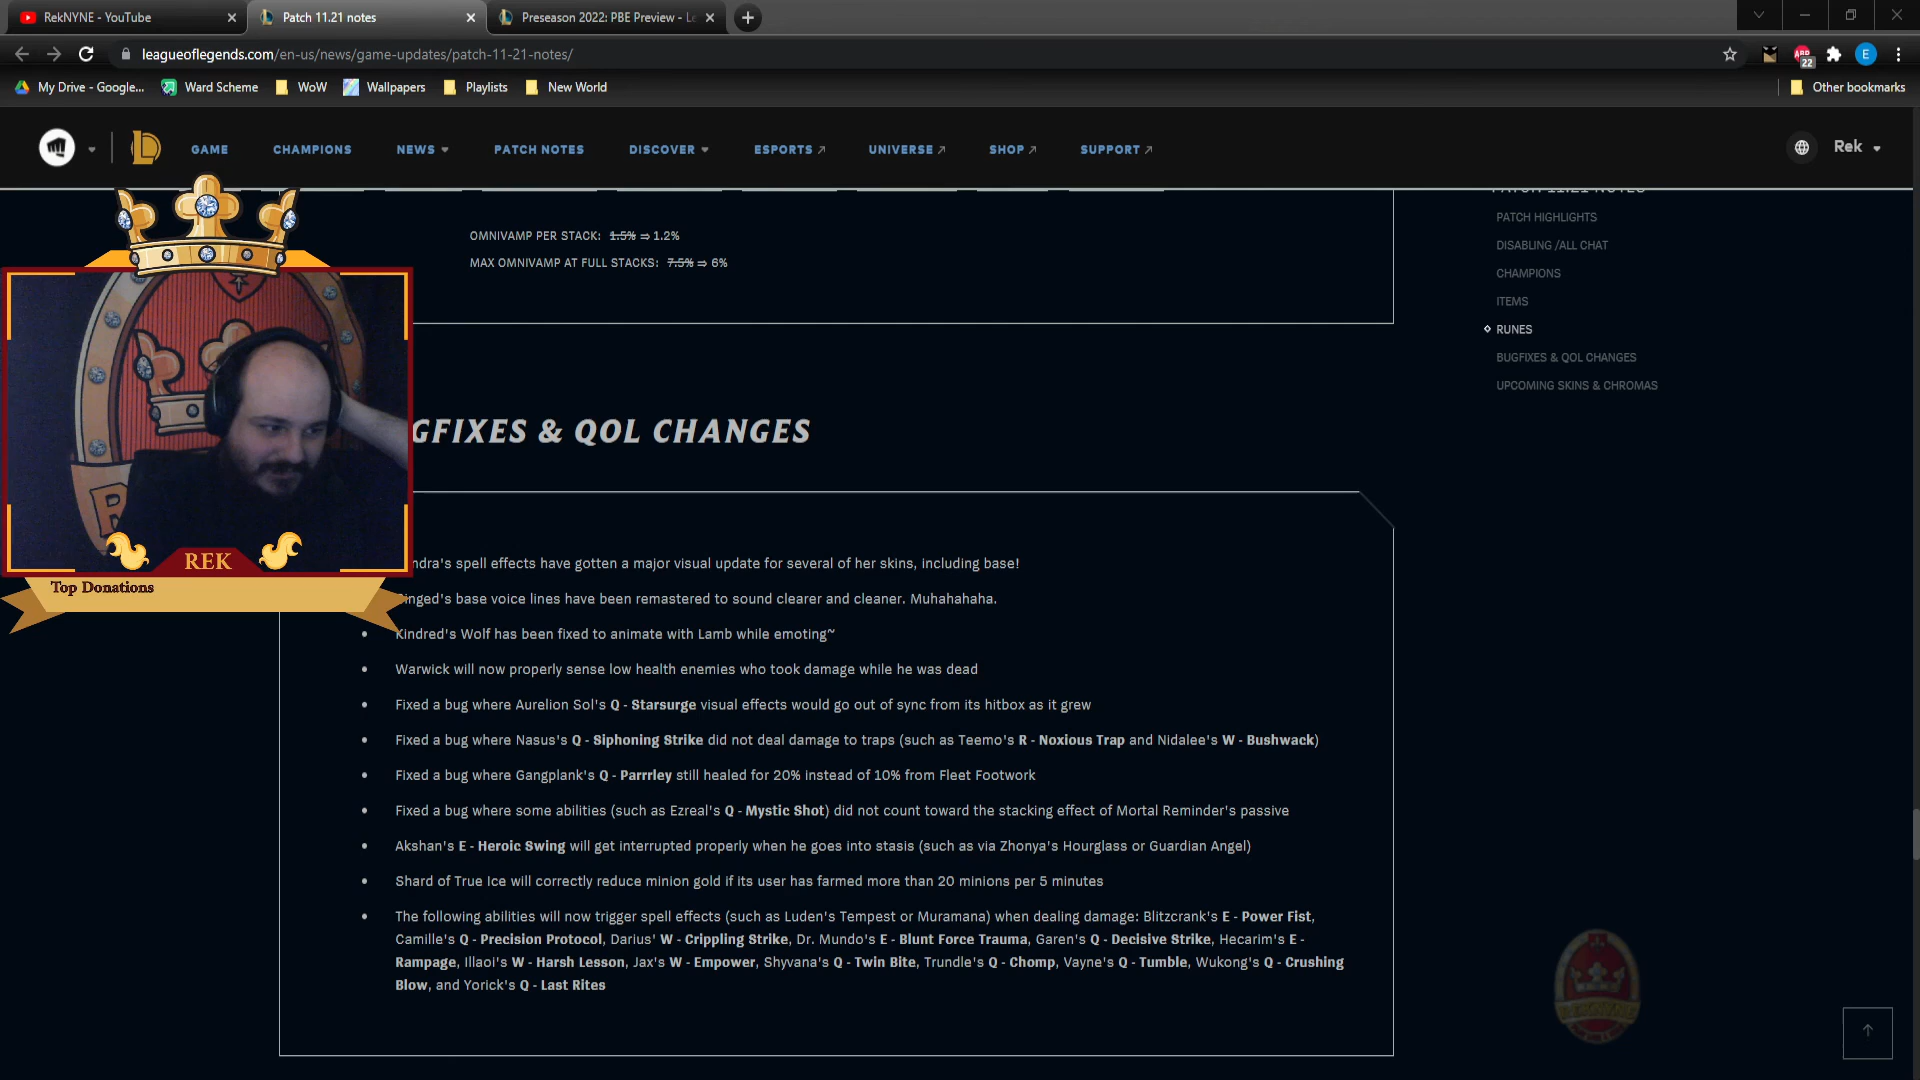 RekNYNE - YouTube
Patch 11.21 notes
Preseason 2022: PBE Preview - Le
leagueoflegends.com/en-us/news/game-updates/patch-11-21-notes/
22
E
My Drive - Google...
Ward Scheme
WoW
Wallpapers
Playlists
New World
Other bookmarks
GAME
CHAMPIONS
NEWS
PATCH NOTES
DISCOVER
ESPORTS
UNIVERSE
SHOP
SUPPORT
Rek
PATCH 11.21 NOTES
PATCH HIGHLIGHTS
DISABLING /ALL CHAT
CHAMPIONS
ITEMS
RUNES
BUGFIXES & QOL CHANGES
UPCOMING SKINS & CHROMAS
OMNIVAMP PER STACK: 1.5% ⇒ 1.2%
MAX OMNIVAMP AT FULL STACKS: 7.5% ⇒ 6%
GFIXES & QOL CHANGES
ndra's spell effects have gotten a major visual update for several of her skins, including base!
inged's base voice lines have been remastered to sound clearer and cleaner. Muhahahaha.
Kindred's Wolf has been fixed to animate with Lamb while emoting~
Warwick will now properly sense low health enemies who took damage while he was dead
Fixed a bug where Aurelion Sol's Q - Starsurge visual effects would go out of sync from its hitbox as it grew
Fixed a bug where Nasus's Q - Siphoning Strike did not deal damage to traps (such as Teemo's R - Noxious Trap and Nidalee's W - Bushwack)
Fixed a bug where Gangplank's Q - Parrrley still healed for 20% instead of 10% from Fleet Footwork
Fixed a bug where some abilities (such as Ezreal's Q - Mystic Shot) did not count toward the stacking effect of Mortal Reminder's passive
Akshan's E - Heroic Swing will get interrupted properly when he goes into stasis (such as via Zhonya's Hourglass or Guardian Angel)
Shard of True Ice will correctly reduce minion gold if its user has farmed more than 20 minions per 5 minutes
The following abilities will now trigger spell effects (such as Luden's Tempest or Muramana) when dealing damage: Blitzcrank's E - Power Fist,
Camille's Q - Precision Protocol, Darius' W - Crippling Strike, Dr. Mundo's E - Blunt Force Trauma, Garen's Q - Decisive Strike, Hecarim's E -
Rampage, Illaoi's W - Harsh Lesson, Jax's W - Empower, Shyvana's Q - Twin Bite, Trundle's Q - Chomp, Vayne's Q - Tumble, Wukong's Q - Crushing
Blow, and Yorick's Q - Last Rites
R
REK
Top Donations
REKNYNE